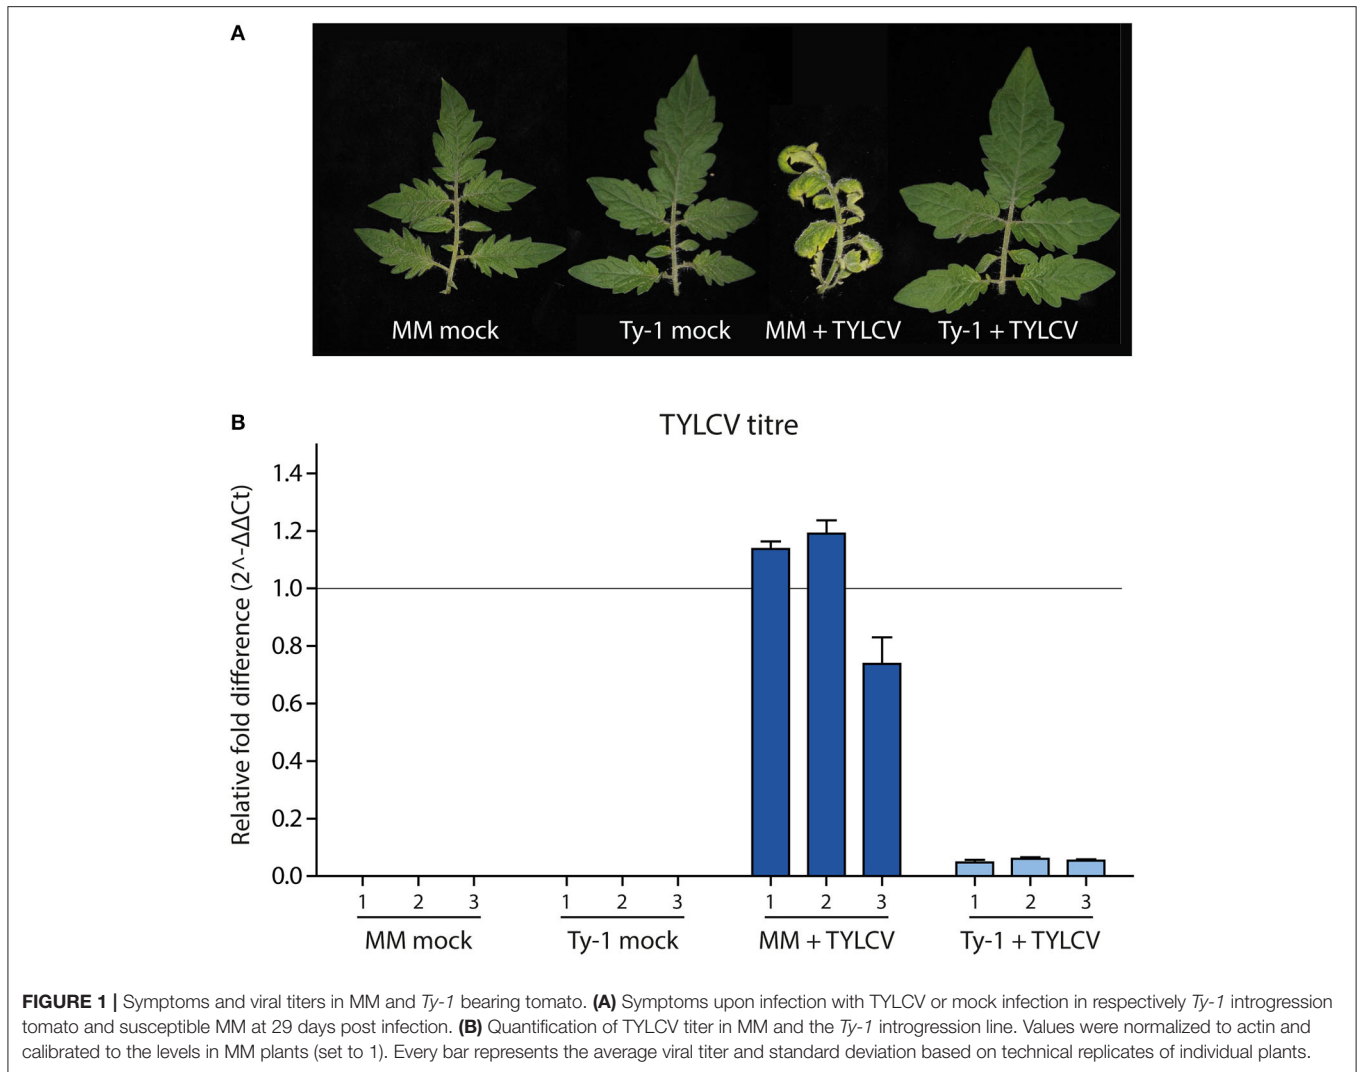 A
MM mock
Ty-1 mock
MM + TYLCV
Ty-1 + TYLCV
B
TYLCV titre
Relative fold difference (2^-ΔΔCt)
1.4
1.2
1.0
0.8
0.6
0.4
0.2
0.0
1 2 3 1 2 3 1 2 3 1 2 3
MM mock Ty-1 mock MM + TYLCV Ty-1 + TYLCV
FIGURE 1 | Symptoms and viral titers in MM and Ty-1 bearing tomato. (A) Symptoms upon infection with TYLCV or mock infection in respectively Ty-1 introgression
tomato and susceptible MM at 29 days post infection. (B) Quantification of TYLCV titer in MM and the Ty-1 introgression line. Values were normalized to actin and
calibrated to the levels in MM plants (set to 1). Every bar represents the average viral titer and standard deviation based on technical replicates of individual plants.